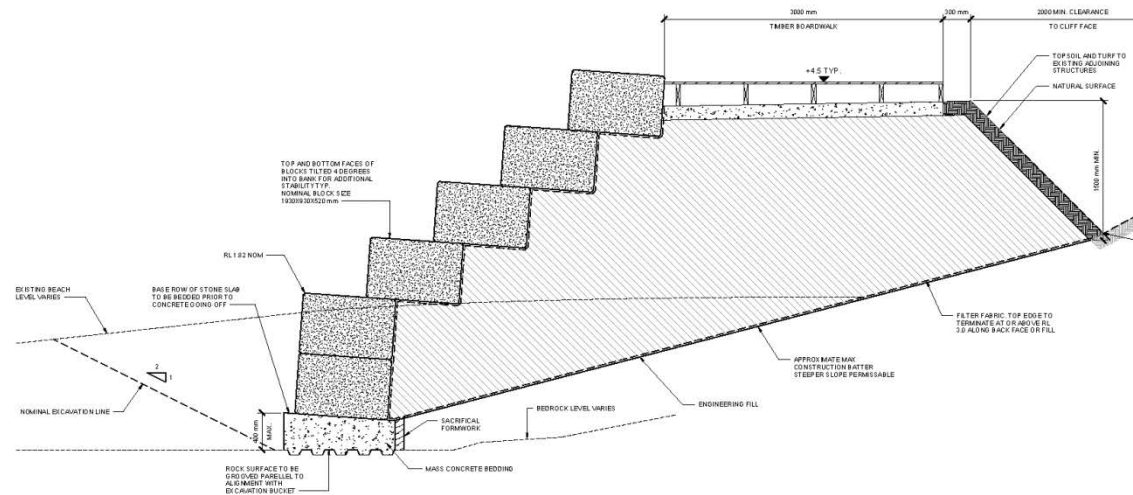 3000 mm
300 mm
2000 MIN. CLEARANCE
TIMBER BOARDWALK
TO CLIFF FACE
+4.5 TYP.
TOPSOIL AND TURF TO
EXISTING ADJOINING
STRUCTURES
NATURAL SURFACE
1500 mm MIN.
TOP AND BOTTOM FACES OF
BLOCKS TILTED 4 DEGREES
INTO BANK FOR ADDITIONAL
STABILITY TYP.
NOMINAL BLOCK SIZE
1930X930X620 mm
RL 1.82 NOM
BASE ROW OF STONE SLAB
TO BE BEDDED PRIOR TO
CONCRETE GOING OFF
EXISTING BEACH
LEVEL VARIES
2
1
NOMINAL EXCAVATION LINE
FILTER FABRIC. TOP EDGE TO
TERMINATE AT OR ABOVE RL
3.0 ALONG BACK FACE OR FILL
APPROXIMATE MAX
CONSTRUCTION BATTER
STEEPER SLOPE PERMISSABLE
ENGINEERING FILL
BEDROCK LEVEL VARIES
SACRIFICAL
FORMWORK
MAX.
MASS CONCRETE BEDDING
ROCK SURFACE TO BE
GROOVED PARELLEL TO
ALIGNMENT WITH
EXCAVATION BUCKET